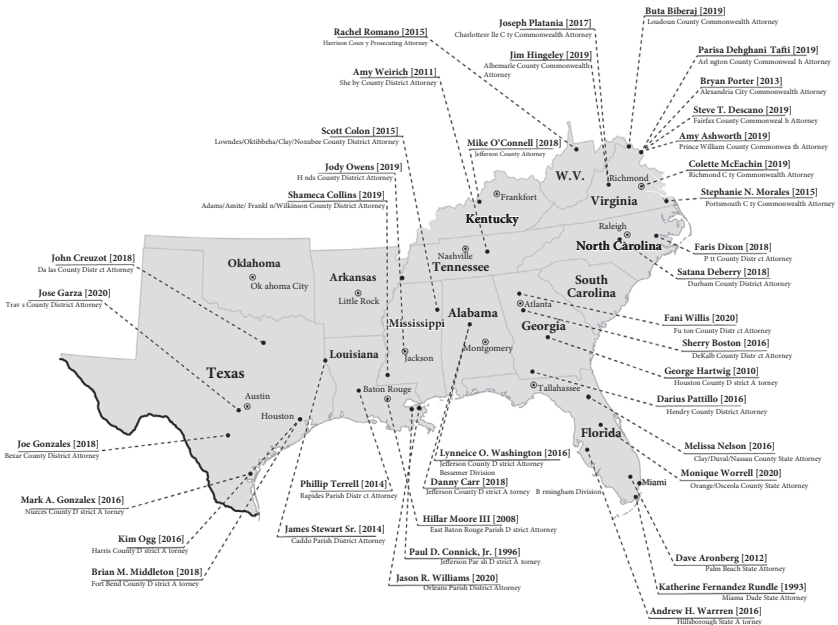 Buta Biberaj [2019]
Loudoun County Commonwealth Attorney
Joseph Platania [2017]
Charlottesv lle C ty Commonwealth Attorney
Rachel Romano [2015]
Harrison Coun y Prosecuting Attorney
Parisa Dehghani Tafti [2019]
Arl ngton County Commonweal h Attorney
Jim Hingeley [2019]
Albemarle County Commonwealth
Attorney
Amy Weirich [2011]
She by County District Attorney
Bryan Porter [2013]
Alexandria City Commonwealth Attorney
Steve T. Descano [2019]
Fairfax County Commonweal h Attorney
Scott Colon [2015]
Lowndes/Oktibbeha/Clay/Noxubee County District Attorney
Mike O'Connell [2018]
Jefferson County Attorney
Amy Ashworth [2019]
Prince William County Commonwea th Attorney
Jody Owens [2019]
H nds County District Attorney
Colette McEachin [2019]
Richmond C ty Commonwealth Attorney
Shameca Collins [2019]
Adams/Amite/ Frankl n/Wilkinson County District Attorney
Stephanie N. Morales [2015]
Portsmouth C ty Commonwealth Attorney
W.V.
Richmond
Virginia
Frankfort
Kentucky
Raleigh
North Carolina
Nashville
Tennessee
Faris Dixon [2018]
P tt County Distr ct Attorney
Satana Deberry [2018]
Durham County District Attorney
John Creuzot [2018]
Da las County Distr ct Attorney
Oklahoma
Ok ahoma City
Arkansas
Little Rock
South
Carolina
Jose Garza [2020]
Trav s County District Attorney
Mississippi
Alabama
Atlanta
Georgia
Fani Willis [2020]
Fu ton County Distr ct Attorney
Sherry Boston [2016]
DeKalb County Distr ct Attorney
Montgomery
Jackson
Louisiana
Texas
George Hartwig [2010]
Houston County D strict A torney
Baton Rouge
Tallahassee
Darius Pattillo [2016]
Hendry County District Attorney
Austin
Houston
Florida
Joe Gonzales [2018]
Bexar County District Attorney
Melissa Nelson [2016]
Clay/Duval/Nassau County State Attorney
Lynneice O. Washington [2016]
Jefferson County D strict Attorney
Bessemer Division
Monique Worrell [2020]
Orange/Osceola County State Attorney
Miami
Phillip Terrell [2014]
Rapides Parish Distr ct Attorney
Danny Carr [2018]
Jefferson County D strict A torney B rmingham Division
Mark A. Gonzalex [2016]
Nueces County D strict A torney
Hillar Moore III [2008]
East Baton Rouge Parish D strict Attorney
James Stewart Sr. [2014]
Caddo Parish District Attorney
Kim Ogg [2016]
Harris County D strict A torney
Paul D. Connick, Jr. [1996]
Jefferson Par sh D strict A torney
Dave Aronberg [2012]
Palm Beach State Attorney
Brian M. Middleton [2018]
Fort Bend County D strict A torney
Jason R. Williams [2020]
Orleans Parish District Attorney
Katherine Fernandez Rundle [1993]
Miama Dade State Attorney
Andrew H. Warrren [2016]
Hillsborough State A torney